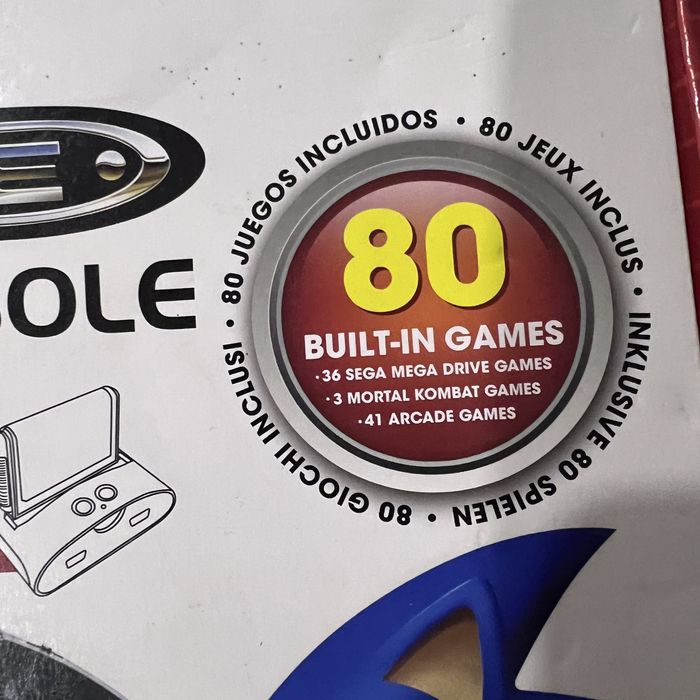 E
SOLE
80 JUEGOS INCLUIDOS • 80 JEUX INCLUS • INKLUSIVE 80 SPIELEN • 80 GIOCHI INCLUSI •
80
BUILT-IN GAMES
·36 SEGA MEGA DRIVE GAMES
·3 MORTAL KOMBAT GAMES
·41 ARCADE GAMES